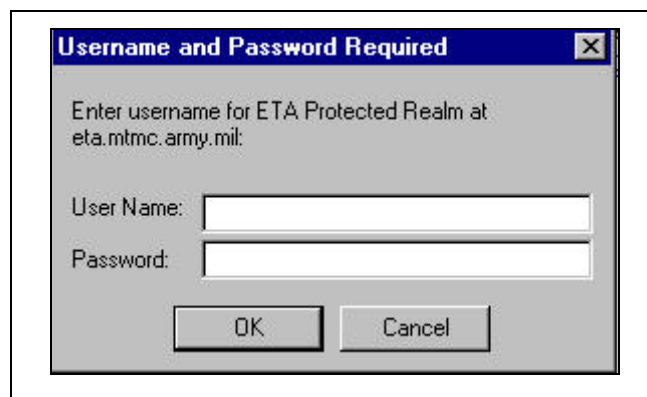 Username and Password Required
Enter username for ETA Protected Realm at
eta.mtmc.army.mil:
User Name:
Password:
OK
Cancel